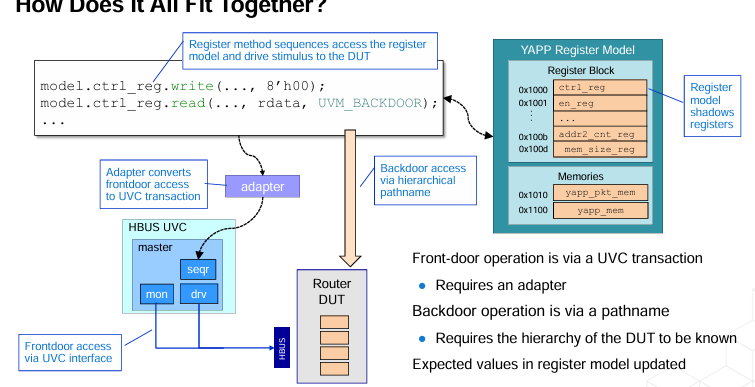 How Does It All Fit Together?
Register method sequences access the register
model and drive stimulus to the DUT
model.ctrl_reg.write(..., 8’h00);
model.ctrl_reg.read(..., rdata, UVM_BACKDOOR);
...
YAPP Register Model
Register Block
0x1000 ctrl_reg
0x1001 en_reg
⋮ ...
0x100b addr2_cnt_reg
0x100d mem_size_reg
Memories
0x1010 yapp_pkt_mem
0x1100 yapp_mem
Register
model
shadows
registers
Adapter converts
frontdoor access
to UVC transaction
adapter
Backdoor access
via hierarchical
pathname
HBUS UVC
master
seqr
mon drv
Frontdoor access
via UVC interface
HBUS
Router
DUT
Front-door operation is via a UVC transaction
• Requires an adapter
Backdoor operation is via a pathname
• Requires the hierarchy of the DUT to be known
Expected values in register model updated